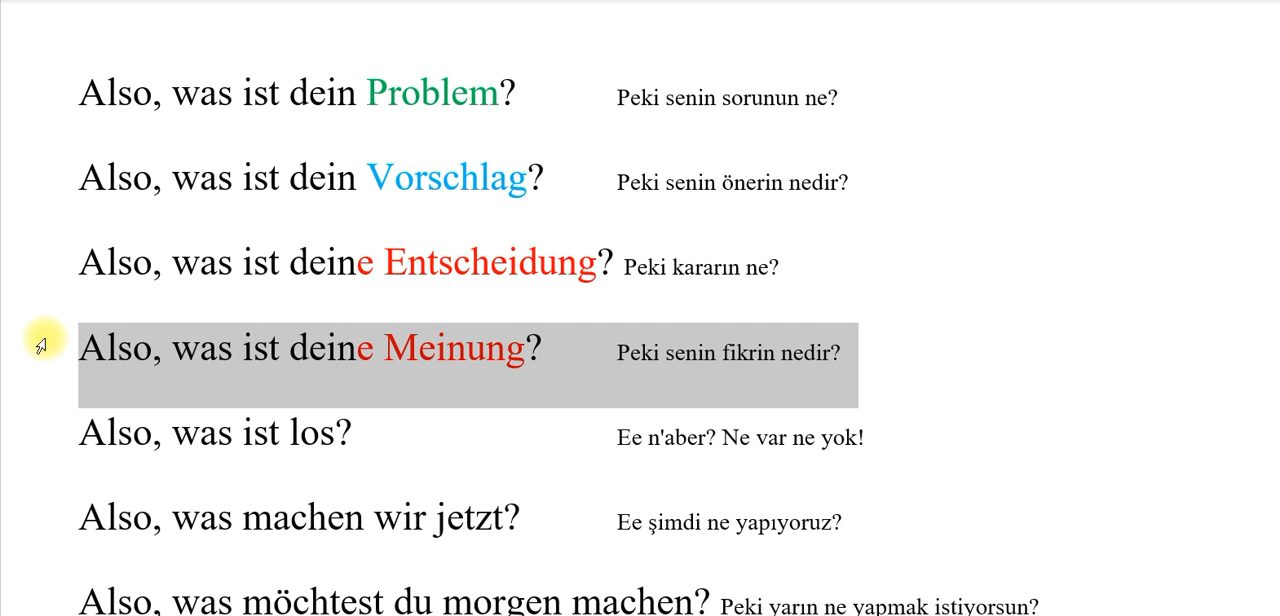 Also, was ist dein Problem? Peki senin sorunun ne?
Also, was ist dein Vorschlag? Peki senin önerin nedir?
Also, was ist deine Entscheidung? Peki kararın ne?
Also, was ist deine Meinung? Peki senin fikrin nedir?
Also, was ist los? Ee n'aber? Ne var ne yok!
Also, was machen wir jetzt? Ee şimdi ne yapıyoruz?
Also, was möchtest du morgen machen? Peki yarın ne yapmak istiyorsun?